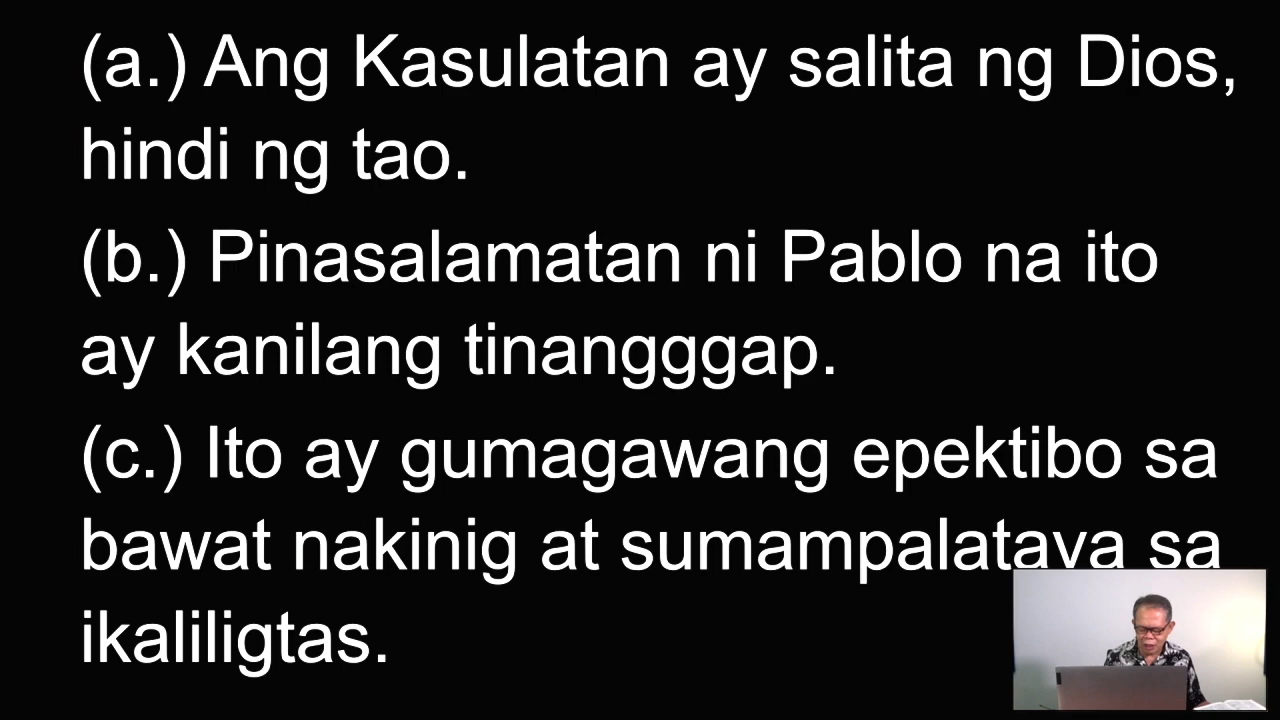 (a.) Ang Kasulatan ay salita ng Dios,
hindi ng tao.
(b.) Pinasalamatan ni Pablo na ito
ay kanilang tinangggap.
(c.) Ito ay gumagawang epektibo sa
bawat nakinig at sumampalataya sa
ikaliligtas.